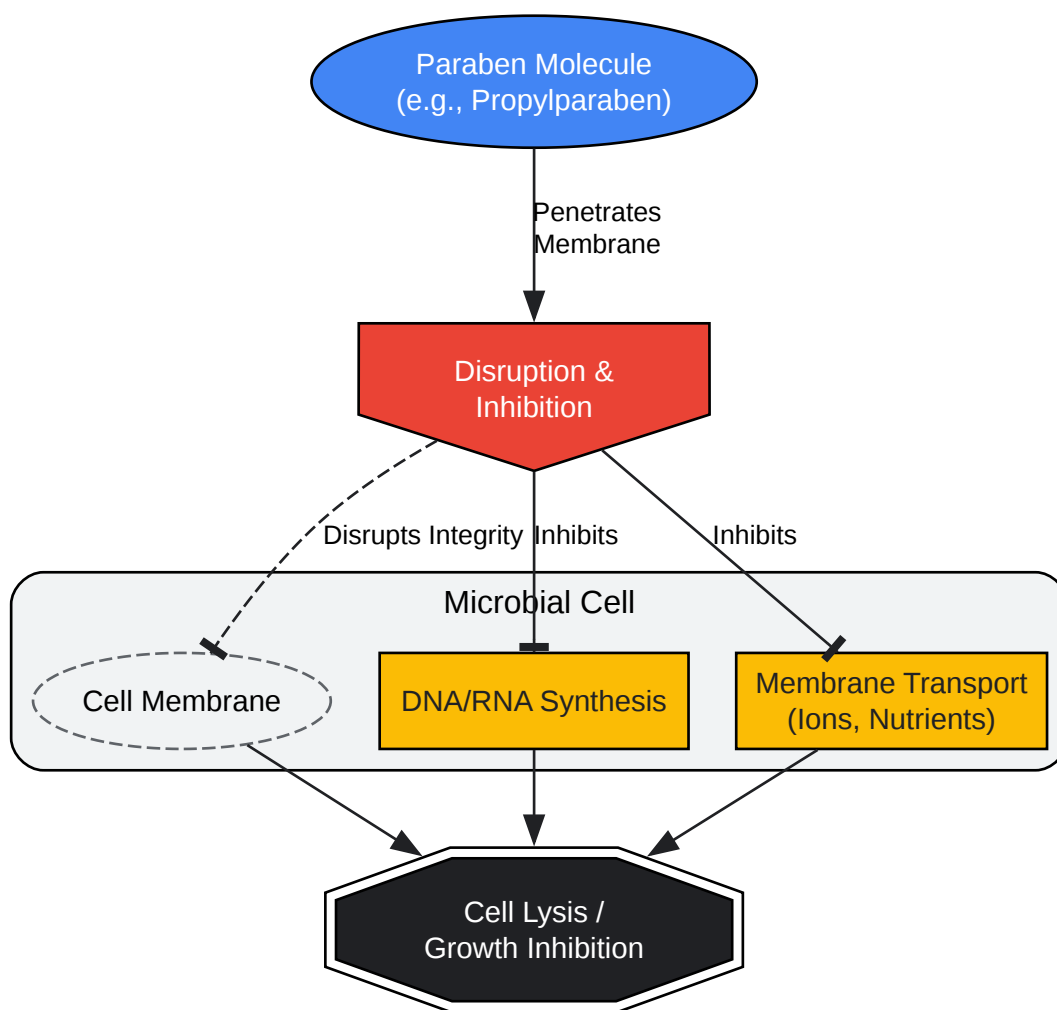 Paraben Molecule
(e.g., Propylparaben)
Penetrates
Membrane
Disruption &
Inhibition
Disrupts Integrity
Inhibits
Inhibits
Microbial Cell
Cell Membrane
DNA/RNA Synthesis
Membrane Transport
(Ions, Nutrients)
Cell Lysis /
Growth Inhibition